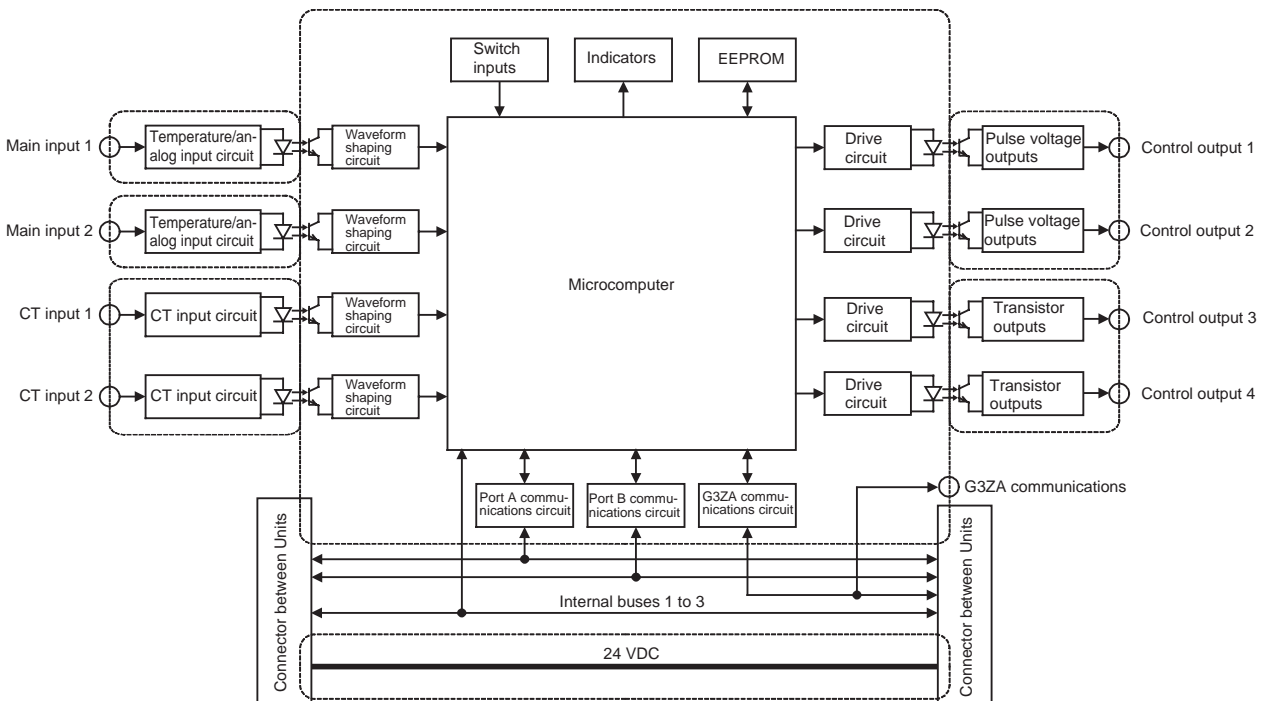 Switch
inputs
Indicators
EEPROM
Main input 1
Temperature/an-
alog input circuit
Waveform
shaping
circuit
Drive
circuit
Pulse voltage
outputs
Control output 1
Main input 2
Temperature/an-
alog input circuit
Waveform
shaping
circuit
Drive
circuit
Pulse voltage
outputs
Control output 2
Microcomputer
CT input 1
CT input circuit
Waveform
shaping
circuit
Drive
circuit
Transistor
outputs
Control output 3
CT input 2
CT input circuit
Waveform
shaping
circuit
Drive
circuit
Transistor
outputs
Control output 4
Port A commu-
nications circuit
Port B commu-
nications circuit
G3ZA commu-
nications circuit
G3ZA communications
Connector between Units
Internal buses 1 to 3
24 VDC
Connector between Units